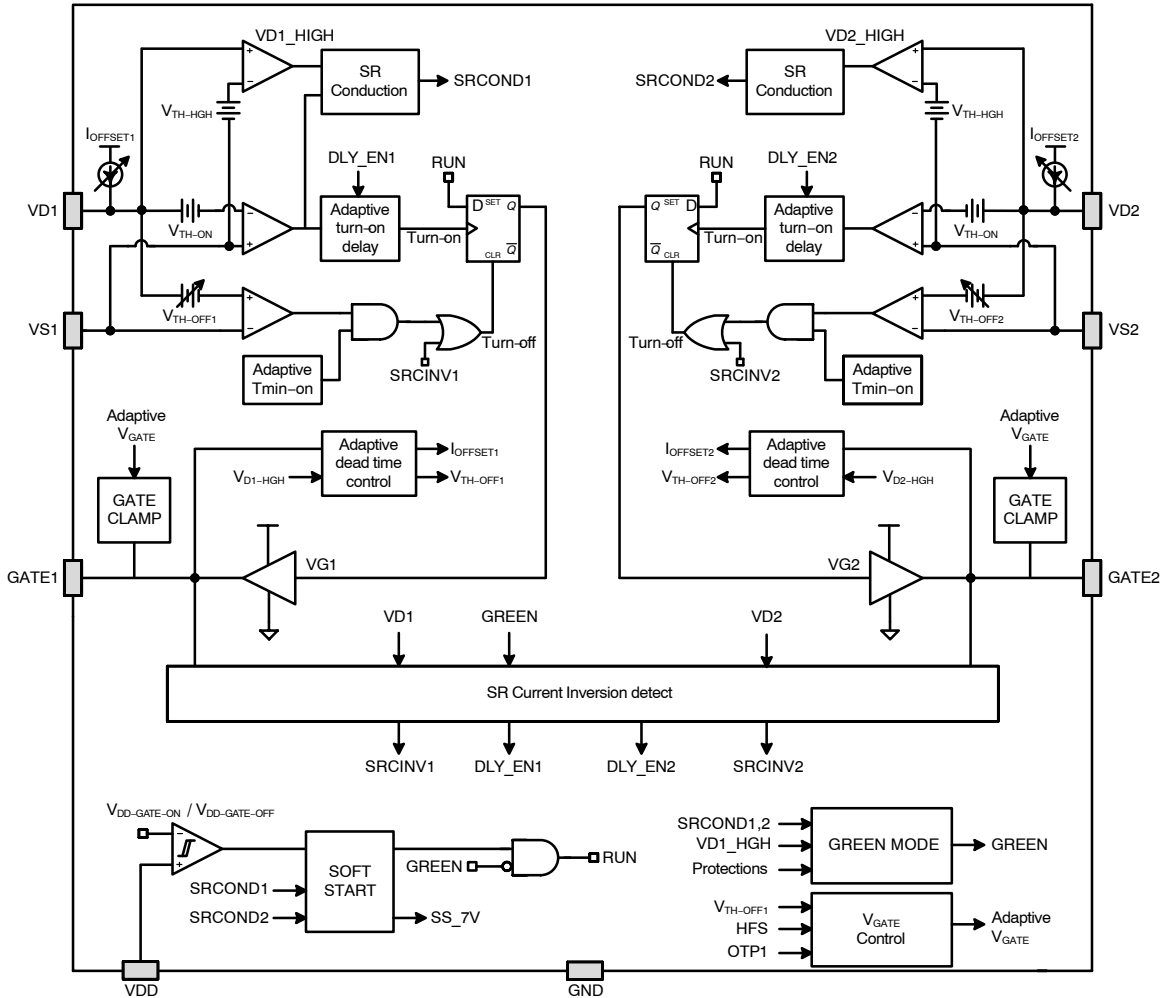 VD1_HIGH
VD2_HIGH
SR
Conduction
SRCOND1
SRCOND2
SR
Conduction
VTH−HGH
VTH−HGH
IOFFSET1
IOFFSET2
DLY_EN1
RUN
RUN
DLY_EN2
VD1
+
−
VTH−ON
−
+
Adaptive
turn-on
delay
Turn-on
D SET Q
Q
CLR
Q SET D
Q
CLR
Turn-on
Adaptive
turn-on
delay
−
+
VTH−ON
+
−
VD2
VS1
VTH−OFF1
+
−
Turn-off
Turn-off
+
−
VTH−OFF2
VS2
Adaptive
Tmin−on
SRCINV1
SRCINV2
Adaptive
Tmin−on
Adaptive
VGATE
GATE
CLAMP
VD1-HGH
Adaptive
dead time
control
IOFFSET1
VTH−OFF1
IOFFSET2
VTH−OFF2
Adaptive
dead time
control
VD2-HGH
Adaptive
VGATE
GATE
CLAMP
GATE1
VG1
VG2
GATE2
VD1
GREEN
VD2
SR Current Inversion detect
SRCINV1
DLY_EN1
DLY_EN2
SRCINV2
VDD−GATE−ON / VDD−GATE−OFF
−
+
SRCOND1
SRCOND2
SOFT
START
GREEN
RUN
SS_7V
SRCOND1,2
VD1_HGH
Protections
GREEN MODE
GREEN
VTH−OFF1
HFS
OTP1
VGATE
Control
Adaptive
VGATE
VDD
GND